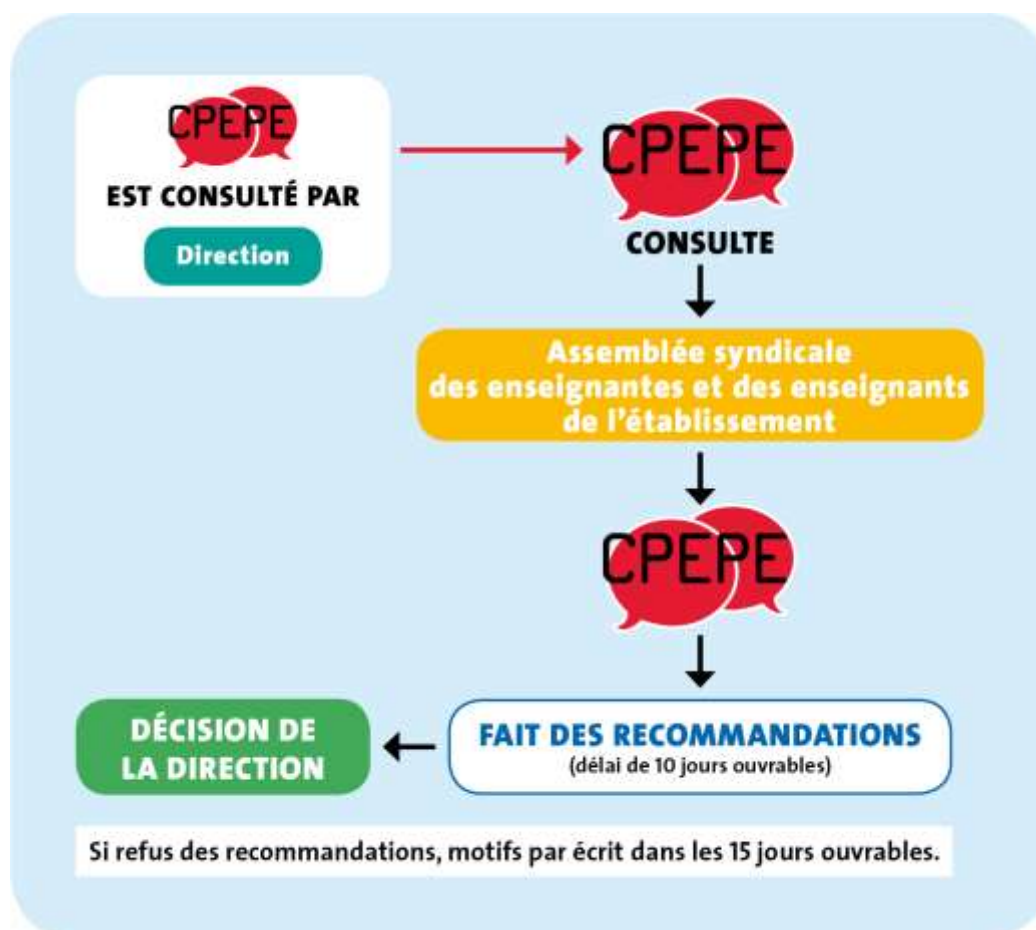 CPEPE
EST CONSULTÉ PAR
Direction
CPEPE
CONSULTE
Assemblée syndicale
des enseignantes et des enseignants
de l'établissement
CPEPE
FAIT DES RECOMMANDATIONS
(délai de 10 jours ouvrables)
DÉCISION DE
LA DIRECTION
Si refus des recommandations, motifs par écrit dans les 15 jours ouvrables.